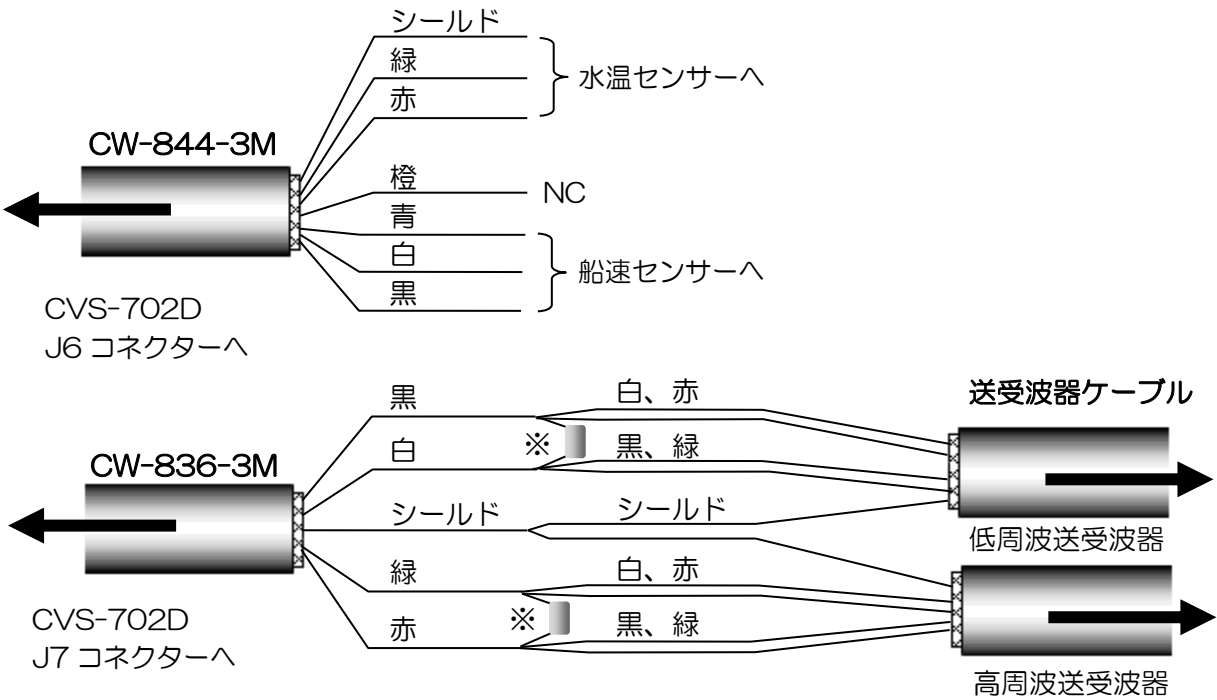 シールド
緑
水温センサーへ
赤
CW-844-3M
橙
NC
青
白
船速センサーへ
黒
CVS-702D
J6 コネクターへ
黒
白、赤
送受波器ケーブル
※
黒、緑
白
CW-836-3M
シールド
シールド
低周波送受波器
緑
白、赤
※
黒、緑
赤
CVS-702D
J7 コネクターへ
高周波送受波器